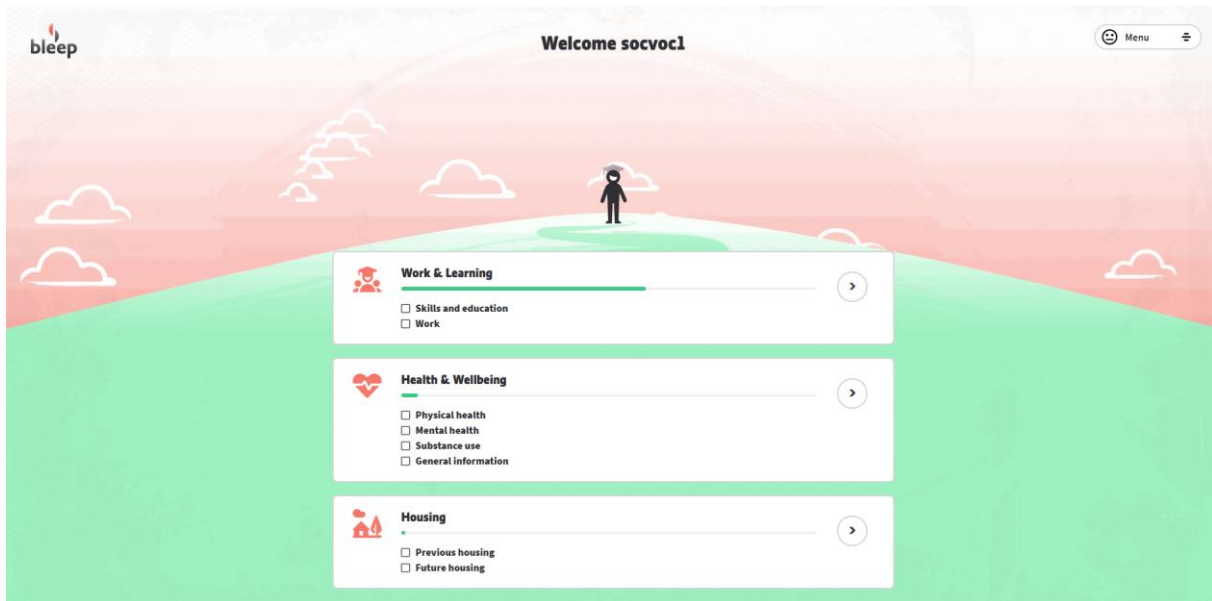 bleep
Welcome socvoc1
Menu
Work & Learning
Skills and education
Work
Health & Wellbeing
Physical health
Mental health
Substance use
General information
Housing
Previous housing
Future housing